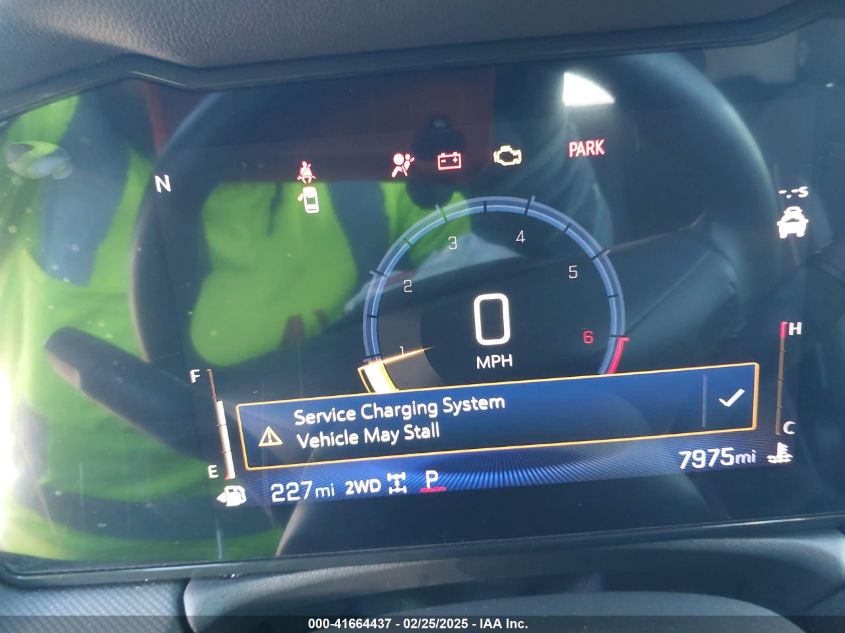 PARK
N
-.-s
3
4
2
5
1
6
0
MPH
H
F
Service Charging System
Vehicle May Stall
C
E
227mi 2WD P
7975mi
000-41664437 - 02/25/2025 - IAA Inc.